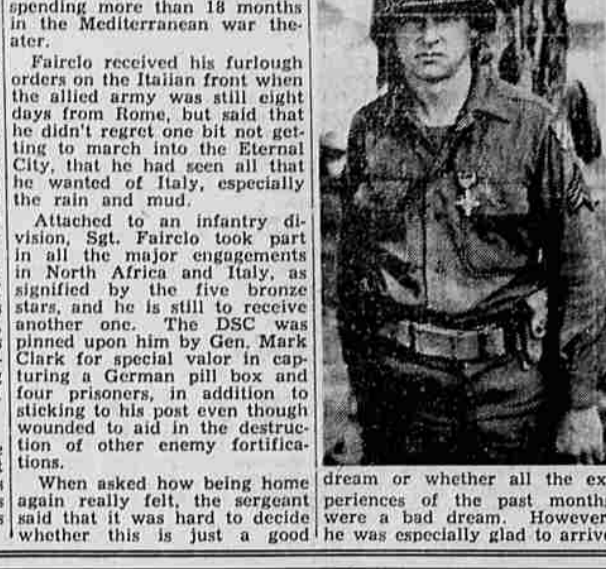 spending more than 18 months
in the Mediterranean war the-
ater.
Fairclo received his furlough
orders on the Italian front when
the allied army was still eight
days from Rome, but said that
he didn't regret one bit not get-
ting to march into the Eternal
City, that he had seen all that
he wanted of Italy, especially
the rain and mud.
Attached to an infantry di-
vision, Sgt. Fairclo took part
in all the major engagements
in North Africa and Italy, as
signified by the five bronze
stars, and he is still to receive
another one. The DSC was
pinned upon him by Gen. Mark
Clark for special valor in cap-
turing a German pill box and
four prisoners, in addition to
sticking to his post even though
wounded to aid in the destruc-
tion of other enemy fortifica-
tions.
When asked how being home
again really felt, the sergeant
said that it was hard to decide
whether this is just a good
dream or whether all the ex
periences of the past month
were a bad dream. However
he was especially glad to arriv